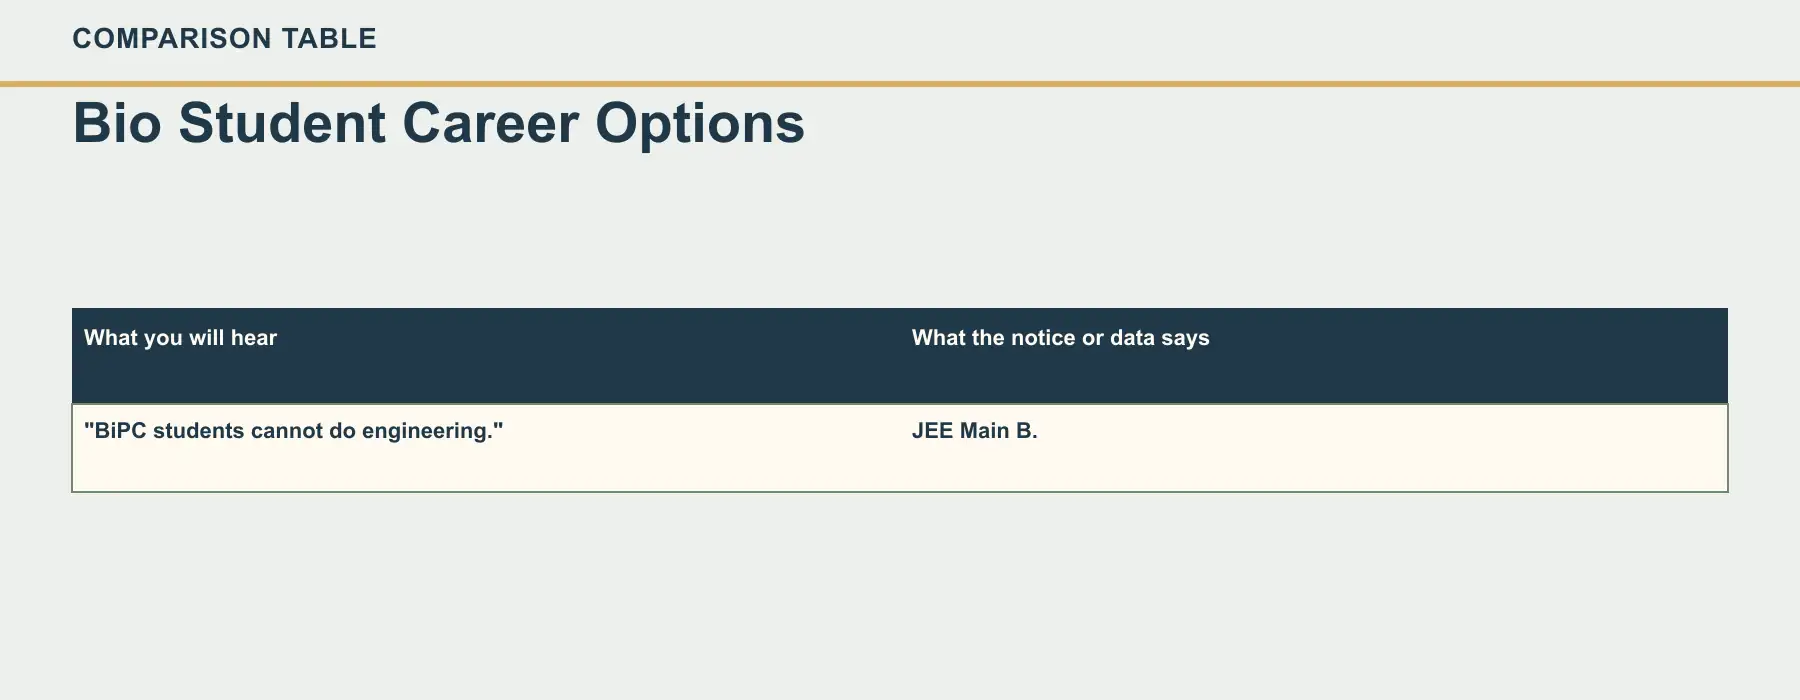 COMPARISON TABLE
Bio Student Career Options
What you will hear
What the notice or data says
"BiPC students cannot do engineering."
JEE Main B.